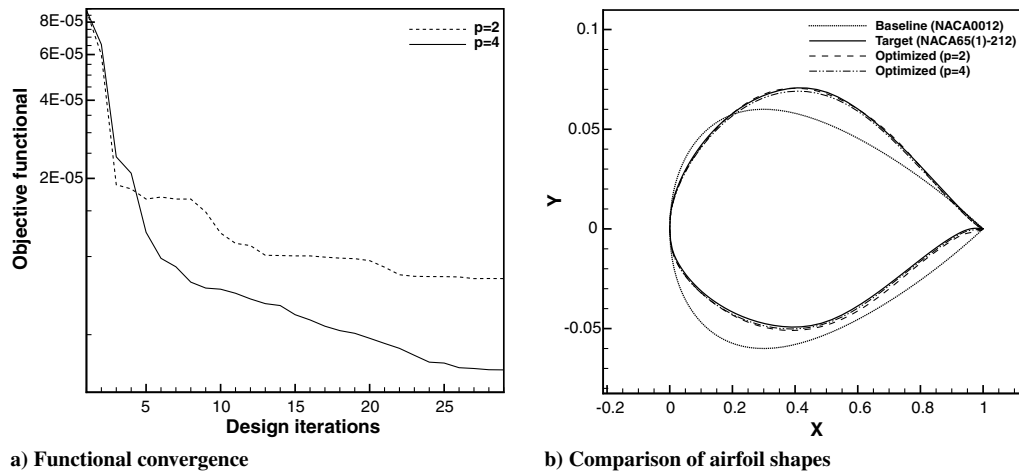 8E-05
6E-05
4E-05
2E-05
Objective functional
p=2
p=4
5
10
15
20
25
Design iterations
a) Functional convergence
0.1
0.05
0
-0.05
Y
Baseline (NACA0012)
Target (NACA65(1)-212)
Optimized (p=2)
Optimized (p=4)
-0.2
0
0.2
0.4
0.6
0.8
1
X
b) Comparison of airfoil shapes